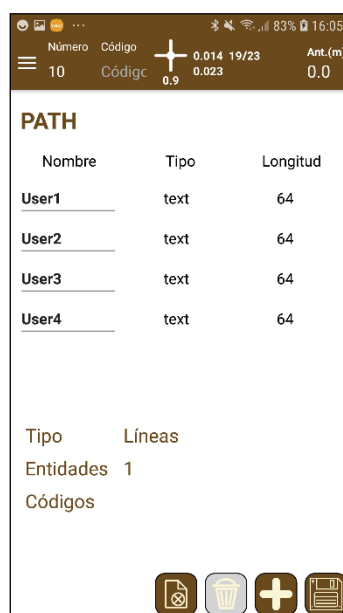 83% 16:05
Número Código 0.014 19/23 Ant.(m)
10 Códigc 0.9 0.023 0.0
PATH
Nombre Tipo Longitud
User1 text 64
User2 text 64
User3 text 64
User4 text 64
Tipo Líneas
Entidades 1
Códigos